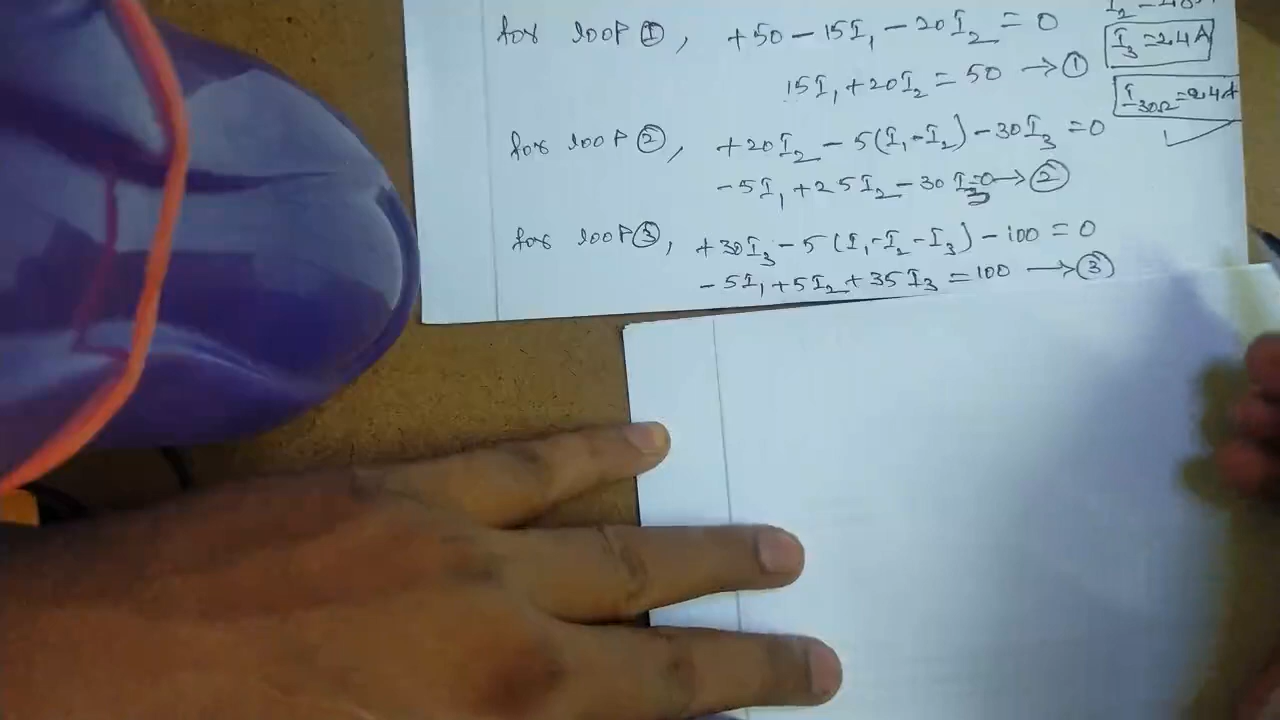 for loop ①, +50 - 15I₁ - 20I₂ = 0
15I₁ + 20I₂ = 50 → ①
I₃ = 2.4A
I₃₀Ω = 2.4A
for loop ②, +20I₂ - 5(I₁-I₂) - 30I₃ = 0
-5I₁ + 25I₂ - 30I₃=0 → ②
for loop ③, +30I₃ - 5(I₁-I₂-I₃) - 100 = 0
-5I₁ + 5I₂ + 35I₃ = 100 → ③